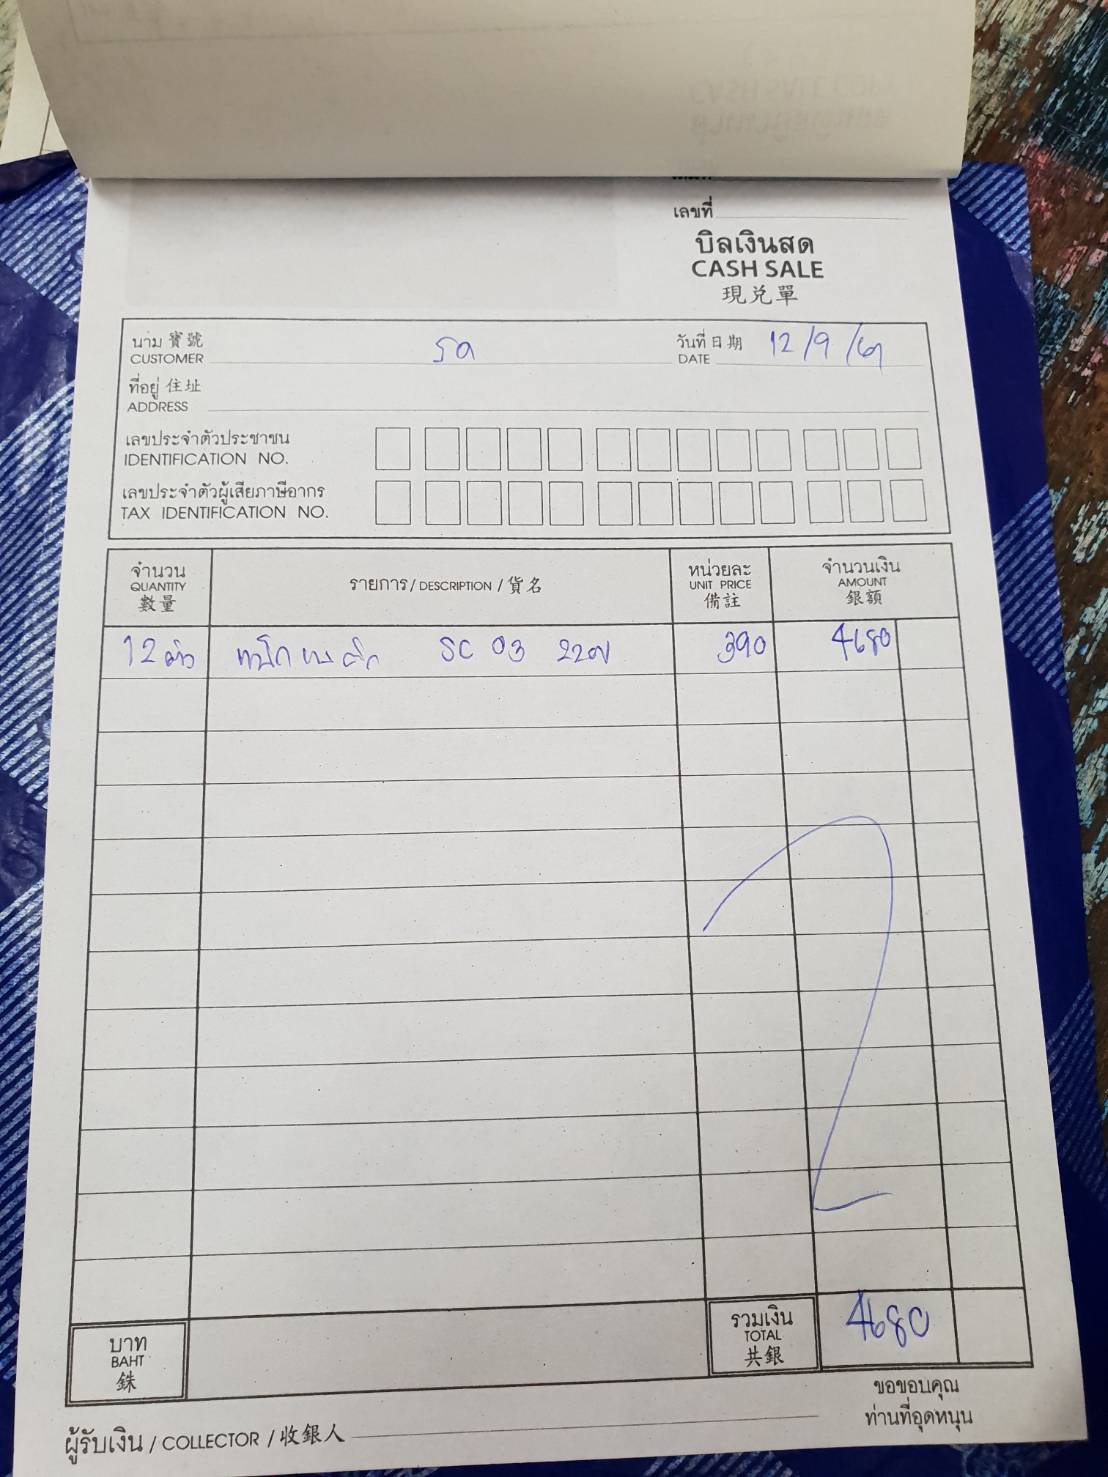 เลขที่
บิลเงินสด
CASH SALE
現兌單
นาม 寶號
CUSTOMER
วันที่ 日期 12/9/67
DATE
ที่อยู่ 住址
ADDRESS
เลขประจำตัวประชาชน
IDENTIFICATION NO.
เลขประจำตัวผู้เสียภาษีอากร
TAX IDENTIFICATION NO.
จำนวน
QUANTITY
數量
รายการ / DESCRIPTION / 貨名
หน่วยละ
UNIT PRICE
備註
จำนวนเงิน
AMOUNT
銀額
12 ตัว SC 03 220V 390 4680
บาท
BAHT
銖
รวมเงิน
TOTAL
共銀
4680
ขอขอบคุณ
ท่านที่อุดหนุน
ผู้รับเงิน / COLLECTOR / 收銀人